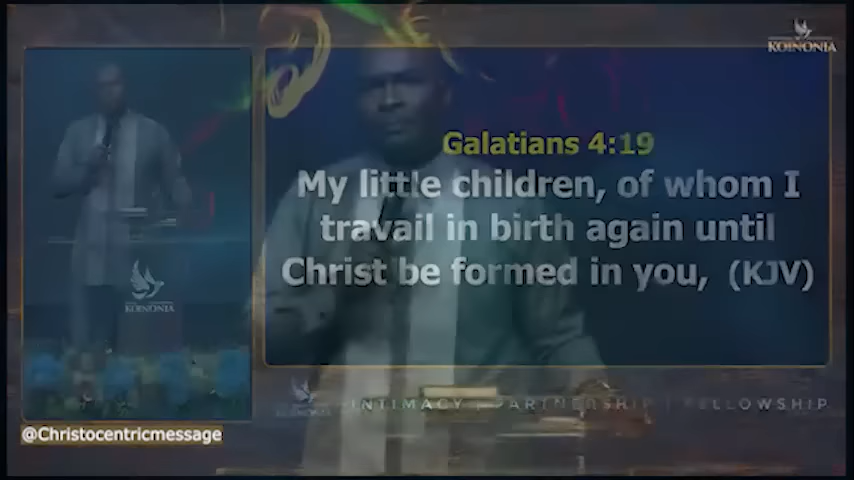 KOINONIA
Galatians 4:19
My little children, of whom I
travail in birth again until
Christ be formed in you, (KJV)
KOINONIA
KOINONIA
INTIMACY | PARTNERSHIP | FELLOWSHIP
@Christocentricmessage